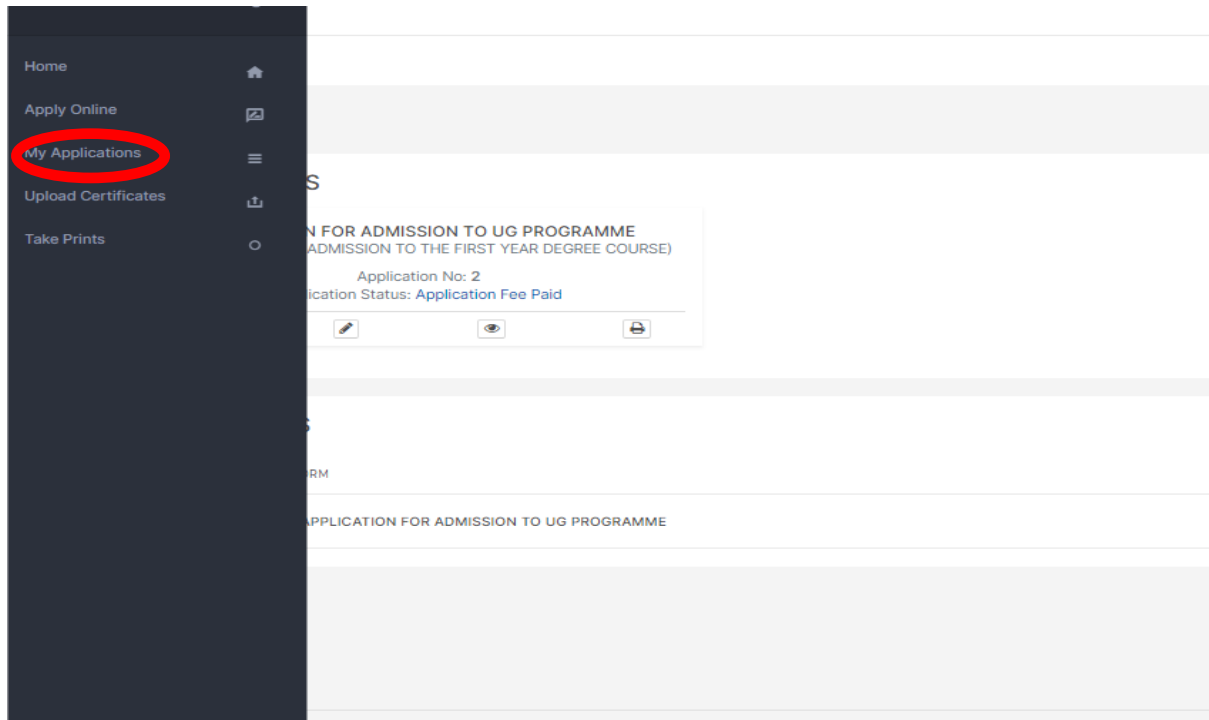 Home
Apply Online
My Applications
Upload Certificates
Take Prints
S
N FOR ADMISSION TO UG PROGRAMME
ADMISSION TO THE FIRST YEAR DEGREE COURSE)
Application No: 2
ication Status: Application Fee Paid
S
ORM
APPLICATION FOR ADMISSION TO UG PROGRAMME